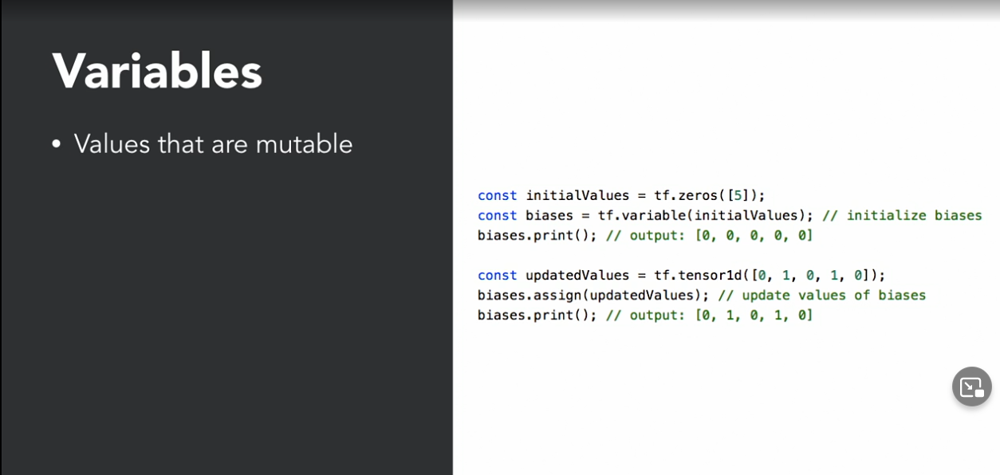 Variables
• Values that are mutable
const initialValues = tf.zeros([5]);
const biases = tf.variable(initialValues); // initialize biases
biases.print(); // output: [0, 0, 0, 0, 0]
const updatedValues = tf.tensor1d([0, 1, 0, 1, 0]);
biases.assign(updatedValues); // update values of biases
biases.print(); // output: [0, 1, 0, 1, 0]